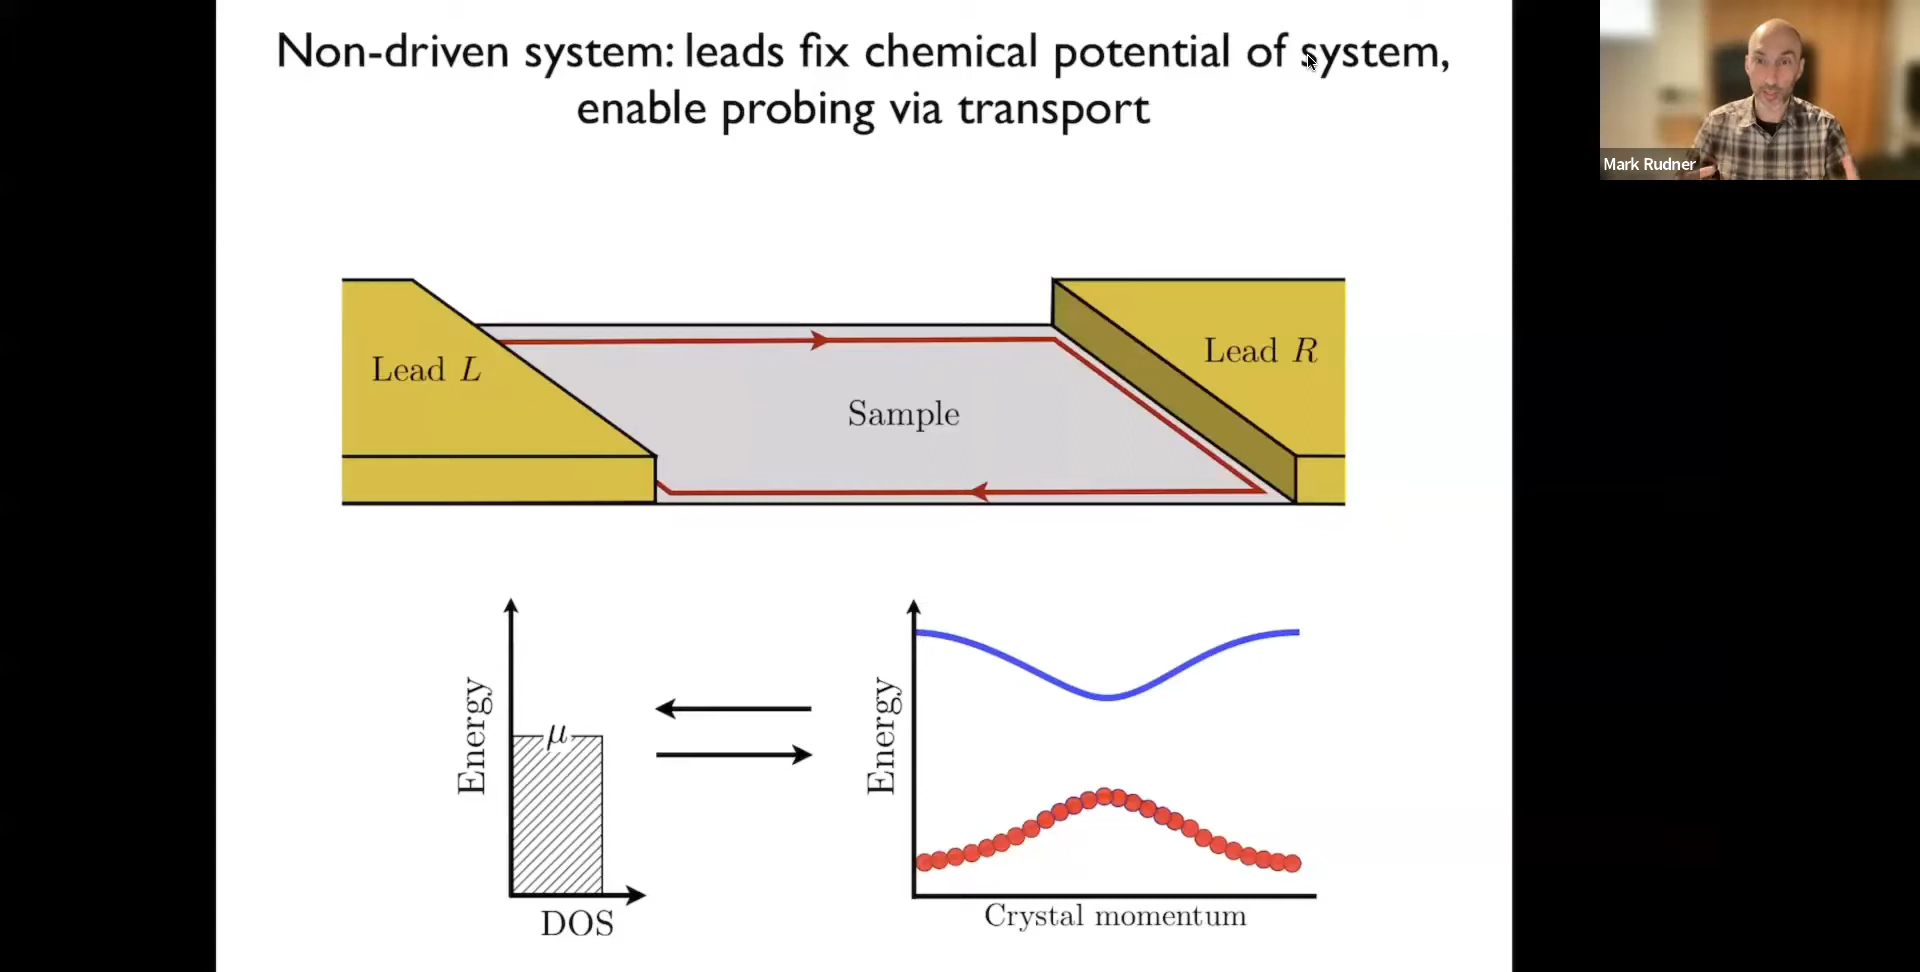 Non-driven system: leads fix chemical potential of system,
enable probing via transport
Mark Rudner
Lead L
Lead R
Sample
Energy
μ
DOS
Energy
Crystal momentum